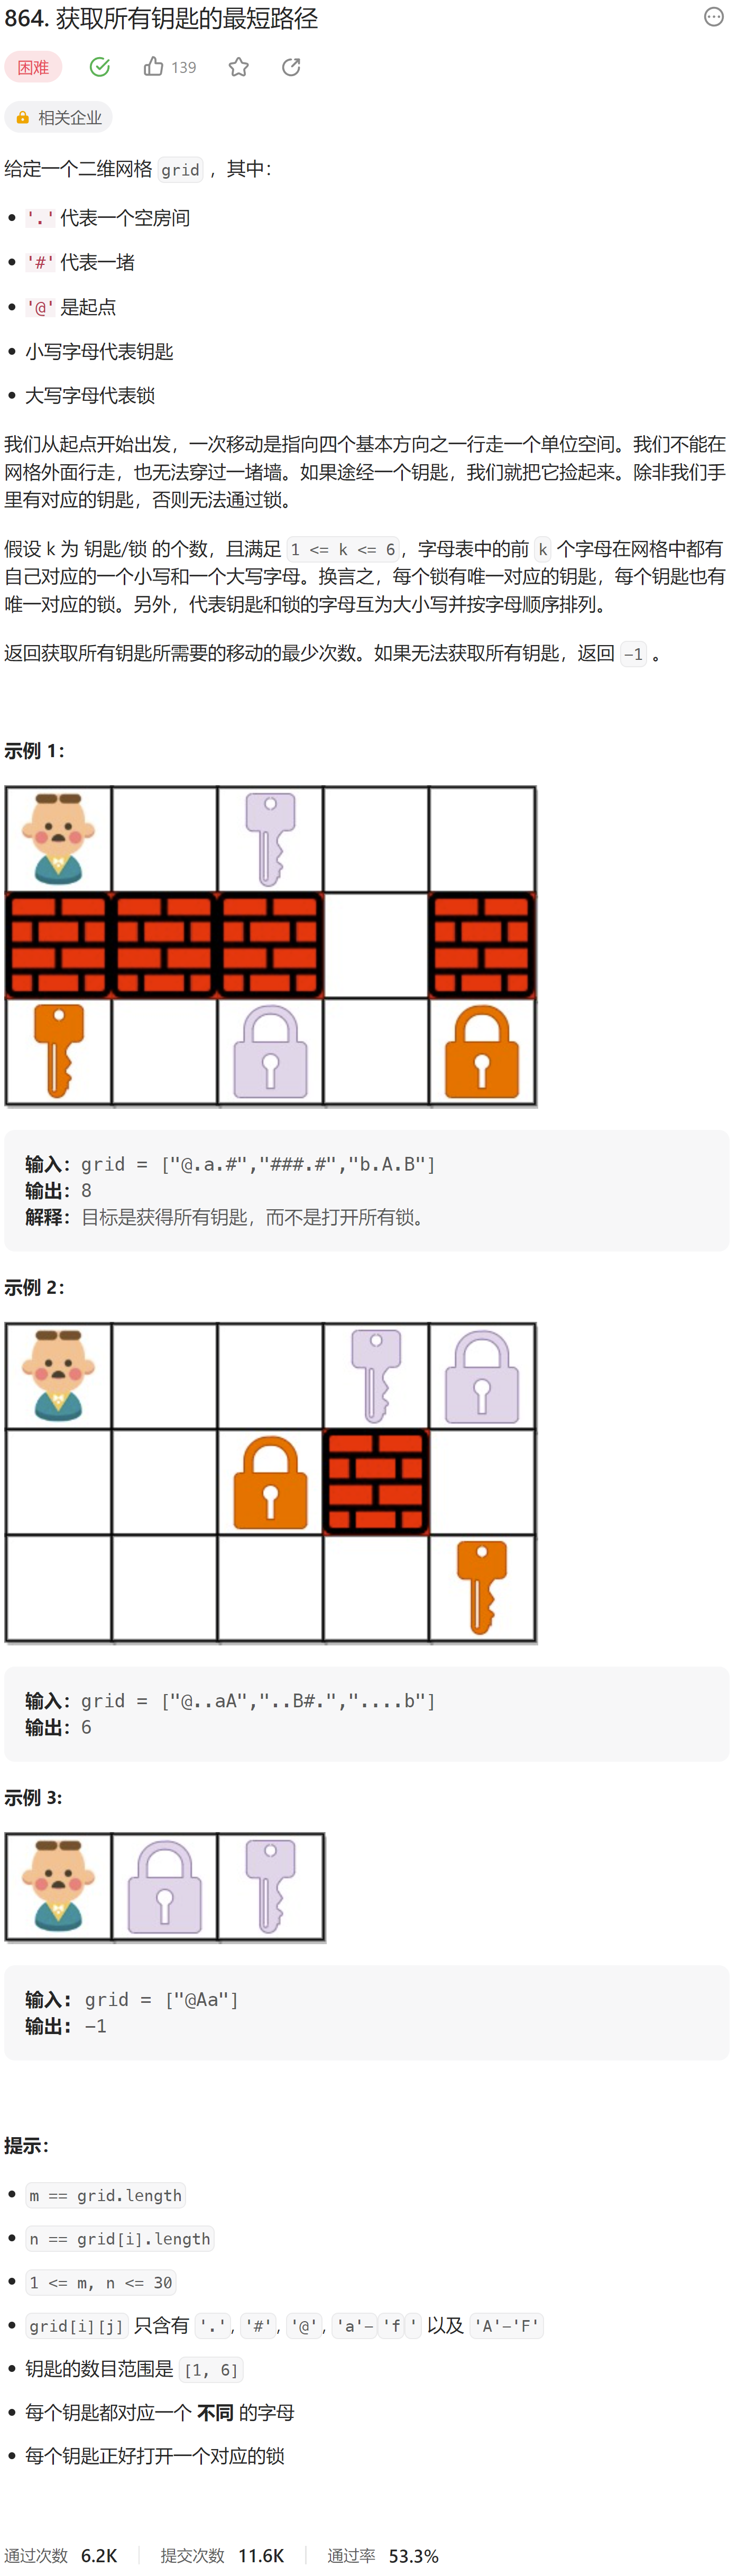 864. 获取所有钥匙的最短路径
困难
139
相关企业
给定一个二维网格 grid ，其中：
'.' 代表一个空房间
'#' 代表一堵
'@' 是起点
小写字母代表钥匙
大写字母代表锁
我们从起点开始出发，一次移动是指向四个基本方向之一行走一个单位空间。我们不能在
网格外面行走，也无法穿过一堵墙。如果途经一个钥匙，我们就把它捡起来。除非我们手
里有对应的钥匙，否则无法通过锁。
假设 k 为 钥匙/锁 的个数，且满足 1 <= k <= 6，字母表中的前 k 个字母在网格中都有
自己对应的一个小写和一个大写字母。换言之，每个锁有唯一对应的钥匙，每个钥匙也有
唯一对应的锁。另外，代表钥匙和锁的字母互为大小写并按字母顺序排列。
返回获取所有钥匙所需要的移动的最少次数。如果无法获取所有钥匙，返回 -1 。
示例 1：
输入：grid = ["@.a.#","###.#","b.A.B"]
输出：8
解释：目标是获得所有钥匙，而不是打开所有锁。
示例 2：
输入：grid = ["@..aA","..B#.","....b"]
输出：6
示例 3:
输入: grid = ["@Aa"]
输出: -1
提示：
m == grid.length
n == grid[i].length
1 <= m, n <= 30
grid[i][j] 只含有 '.', '#', '@', 'a'-'f' 以及 'A'-'F'
钥匙的数目范围是 [1, 6]
每个钥匙都对应一个 不同 的字母
每个钥匙正好打开一个对应的锁
通过次数 6.2K 提交次数 11.6K 通过率 53.3%